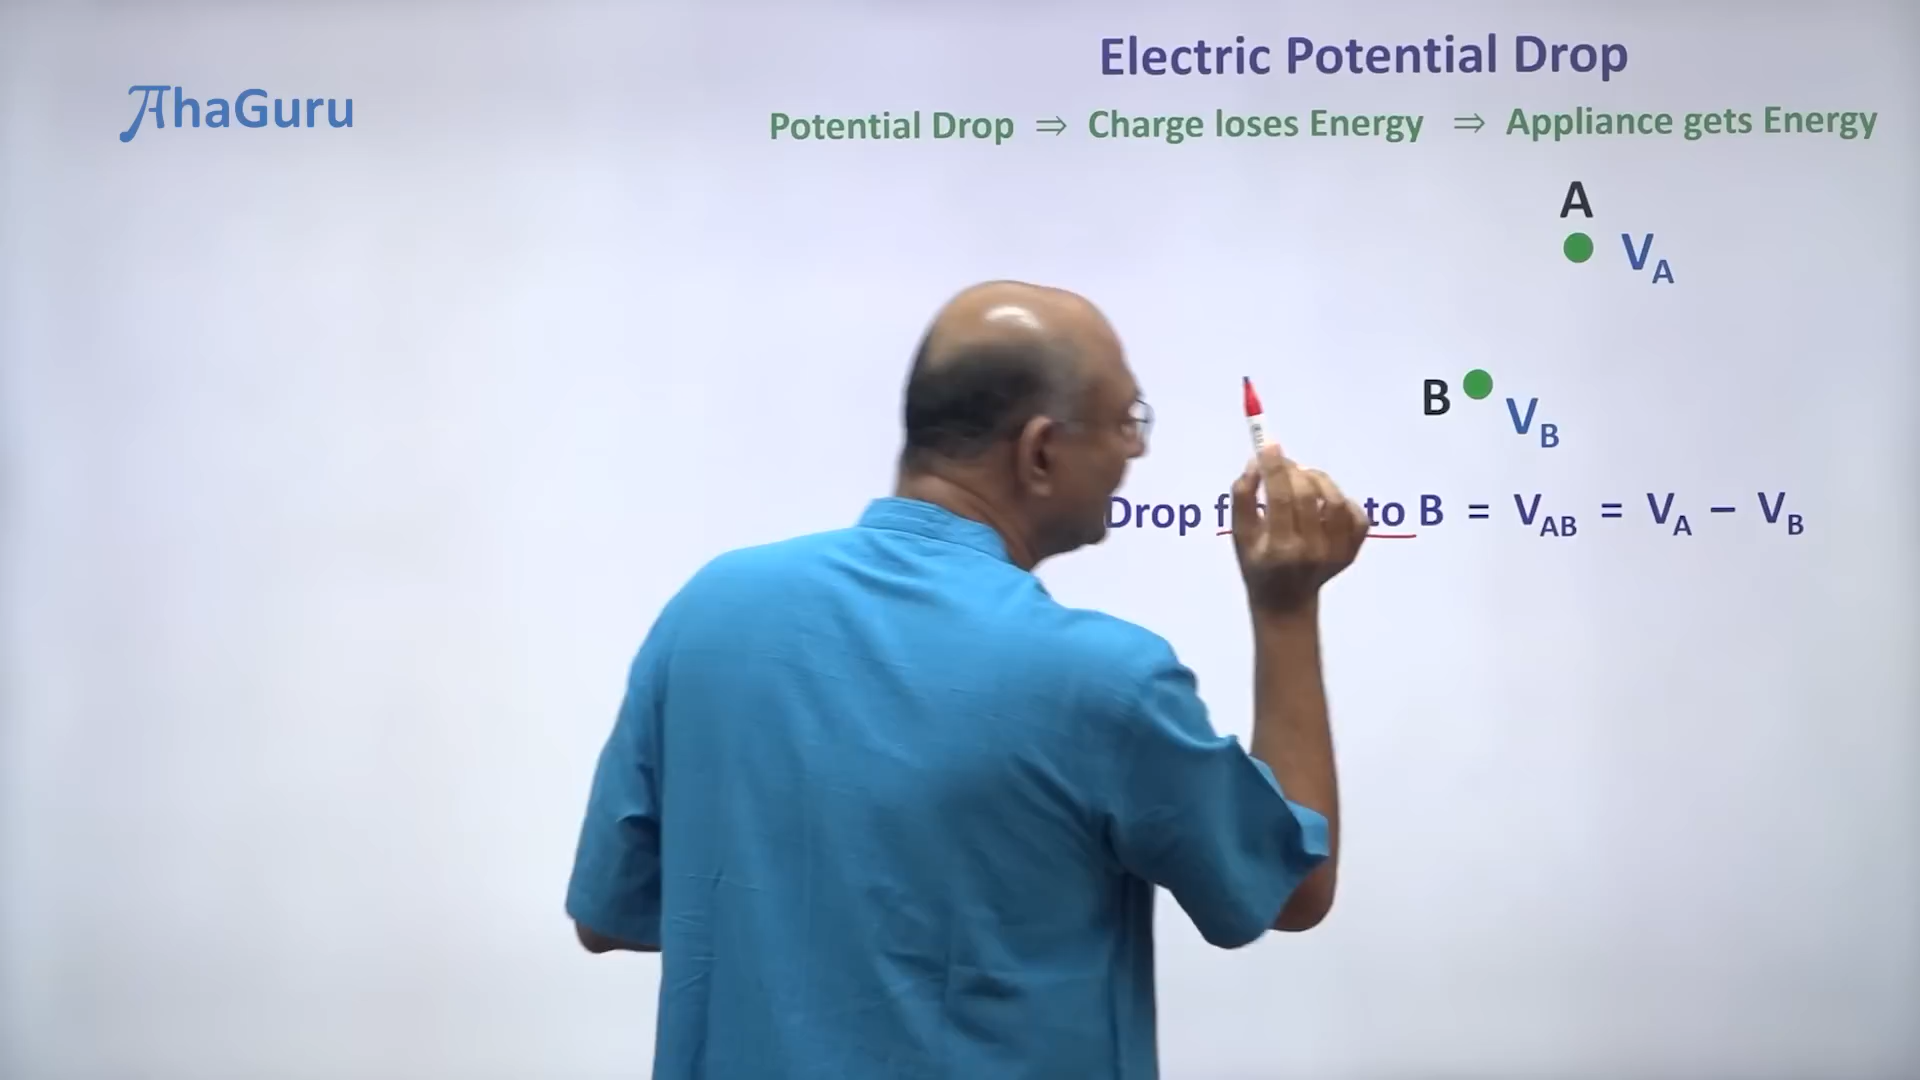 AhaGuru
Electric Potential Drop
Potential Drop ⇒ Charge loses Energy ⇒ Appliance gets Energy
A
V_A
B
V_B
Drop to B = V_AB = V_A – V_B